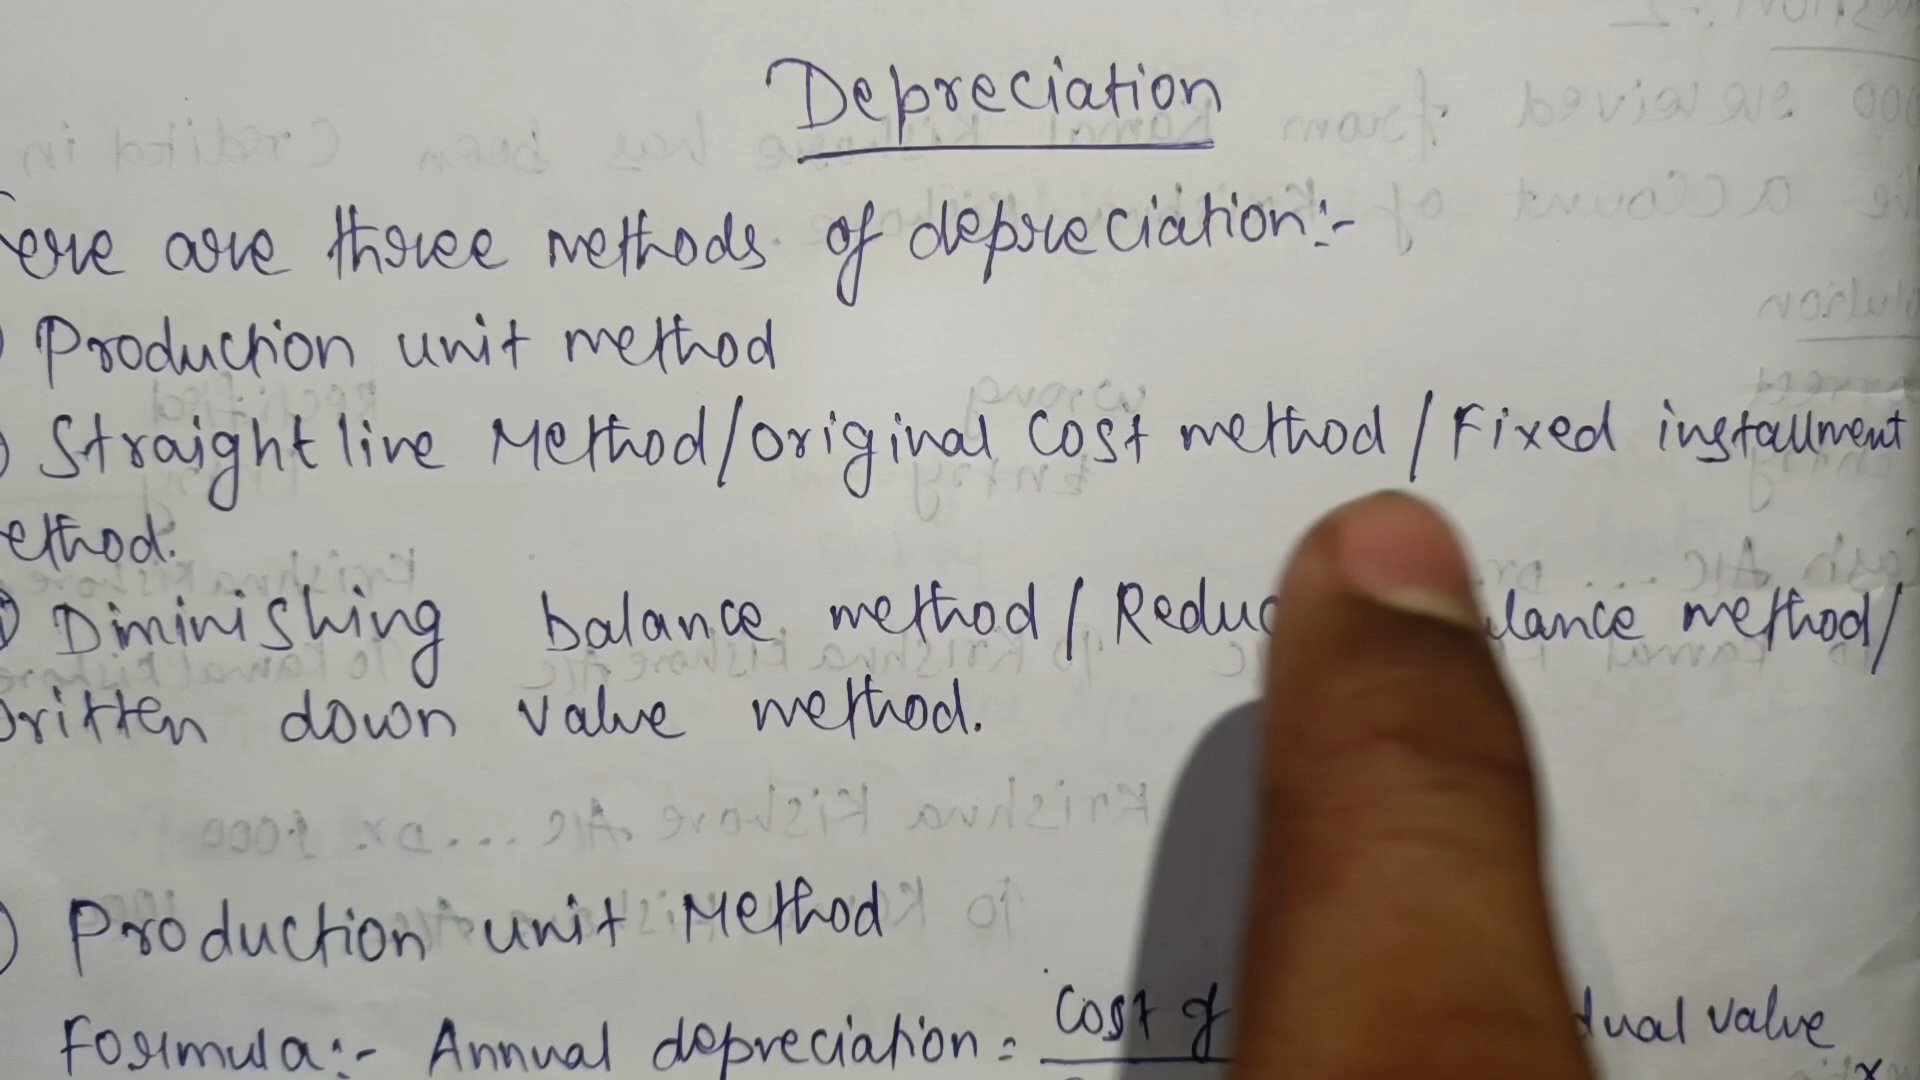 Depreciation
ere are three methods of depreciation:-
Production unit method
Straight line Method/original cost method/Fixed installment
ethod.
Diminishing balance method/Reduc lance method/
ritten down value method.
Production unit Method
Formula:- Annual depreciation = Cost of dual value